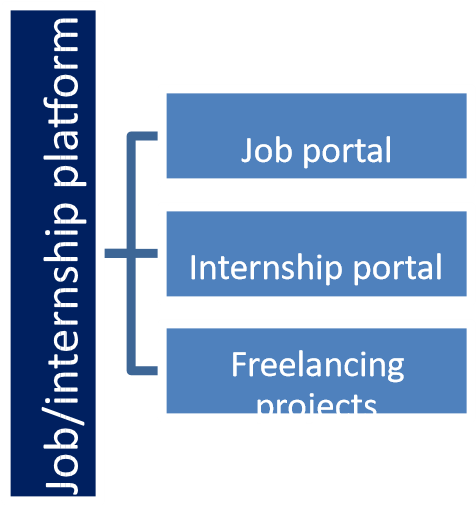 Job/internship platform
Job portal
Internship portal
Freelancing
projects